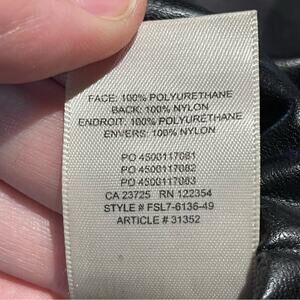 FACE: 100% POLYURETHANE
BACK: 100% NYLON
ENDROIT: 100% POLYURETHANE
ENVERS: 100% NYLON
PO 4500117081
PO 4500117082
PO 4500117083
CA 23725 RN 122354
STYLE # FSL7-6136-49
ARTICLE # 31352